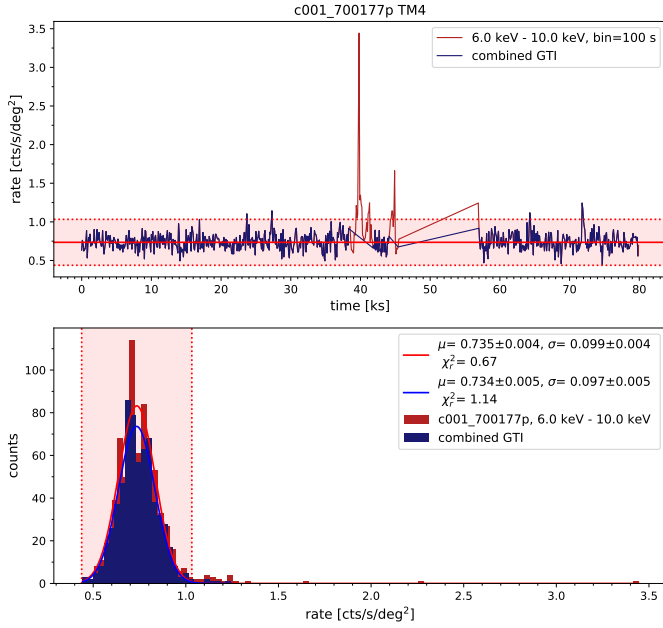 c001_700177p TM4
6.0 keV - 10.0 keV, bin=100 s
combined GTI
rate [cts/s/deg²]
3.5
3.0
2.5
2.0
1.5
1.0
0.5
0
10
20
30
40
50
60
70
80
time [ks]
μ= 0.735±0.004, σ= 0.099±0.004
χ²ᵣ= 0.67
μ= 0.734±0.005, σ= 0.097±0.005
χ²ᵣ= 1.14
c001_700177p, 6.0 keV - 10.0 keV
combined GTI
counts
100
80
60
40
20
0
0.5
1.0
1.5
2.0
2.5
3.0
3.5
rate [cts/s/deg²]